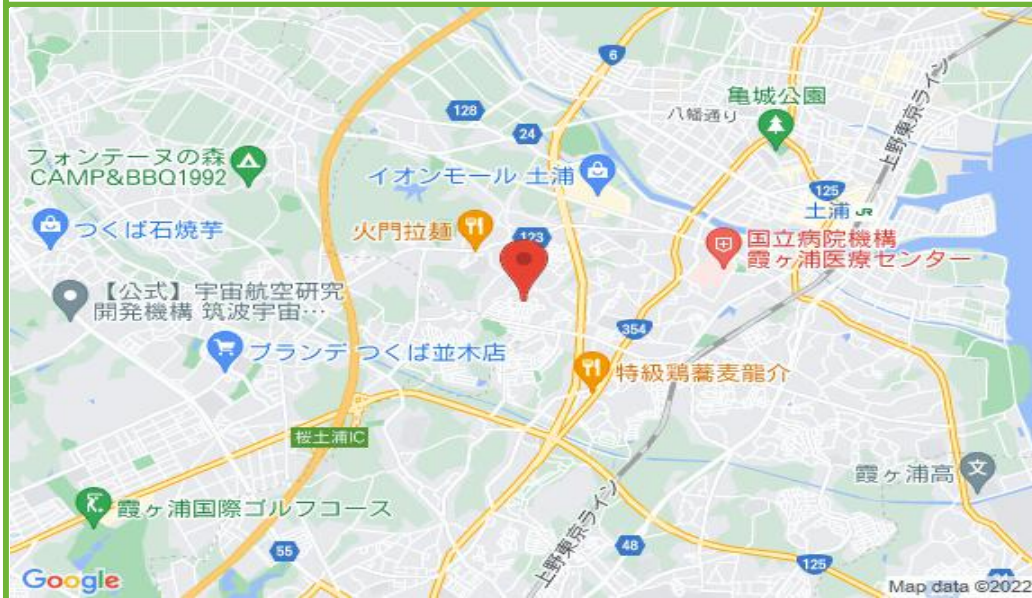 6
亀城公園
八幡通り
上野東京ライン
128
24
フォンテーヌの森
CAMP&BBQ1992
イオンモール 土浦
125
土浦 JR
つくば石焼芋
火門拉麺
123
国立病院機構
霞ヶ浦医療センター
【公式】宇宙航空研究
開発機構 筑波宇宙…
354
ブランデ つくば並木店
特級鶏蕎麦龍介
桜土浦IC
霞ヶ浦高
文
霞ヶ浦国際ゴルフコース
上野東京ライン
55
48
125
Google
Map data ©2022